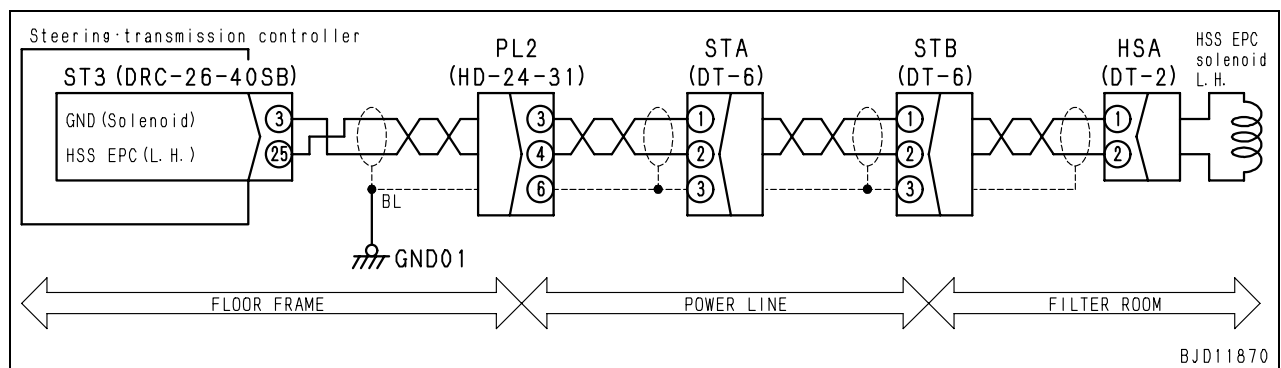 Steering·transmission controller
ST3 (DRC-26-40SB)
GND (Solenoid)
HSS EPC (L. H.)
3
25
BL
GND01
PL2
(HD-24-31)
3
4
6
STA
(DT-6)
1
2
3
STB
(DT-6)
1
2
3
HSA
(DT-2)
1
2
HSS EPC
solenoid
L. H.
FLOOR FRAME
POWER LINE
FILTER ROOM
BJD11870